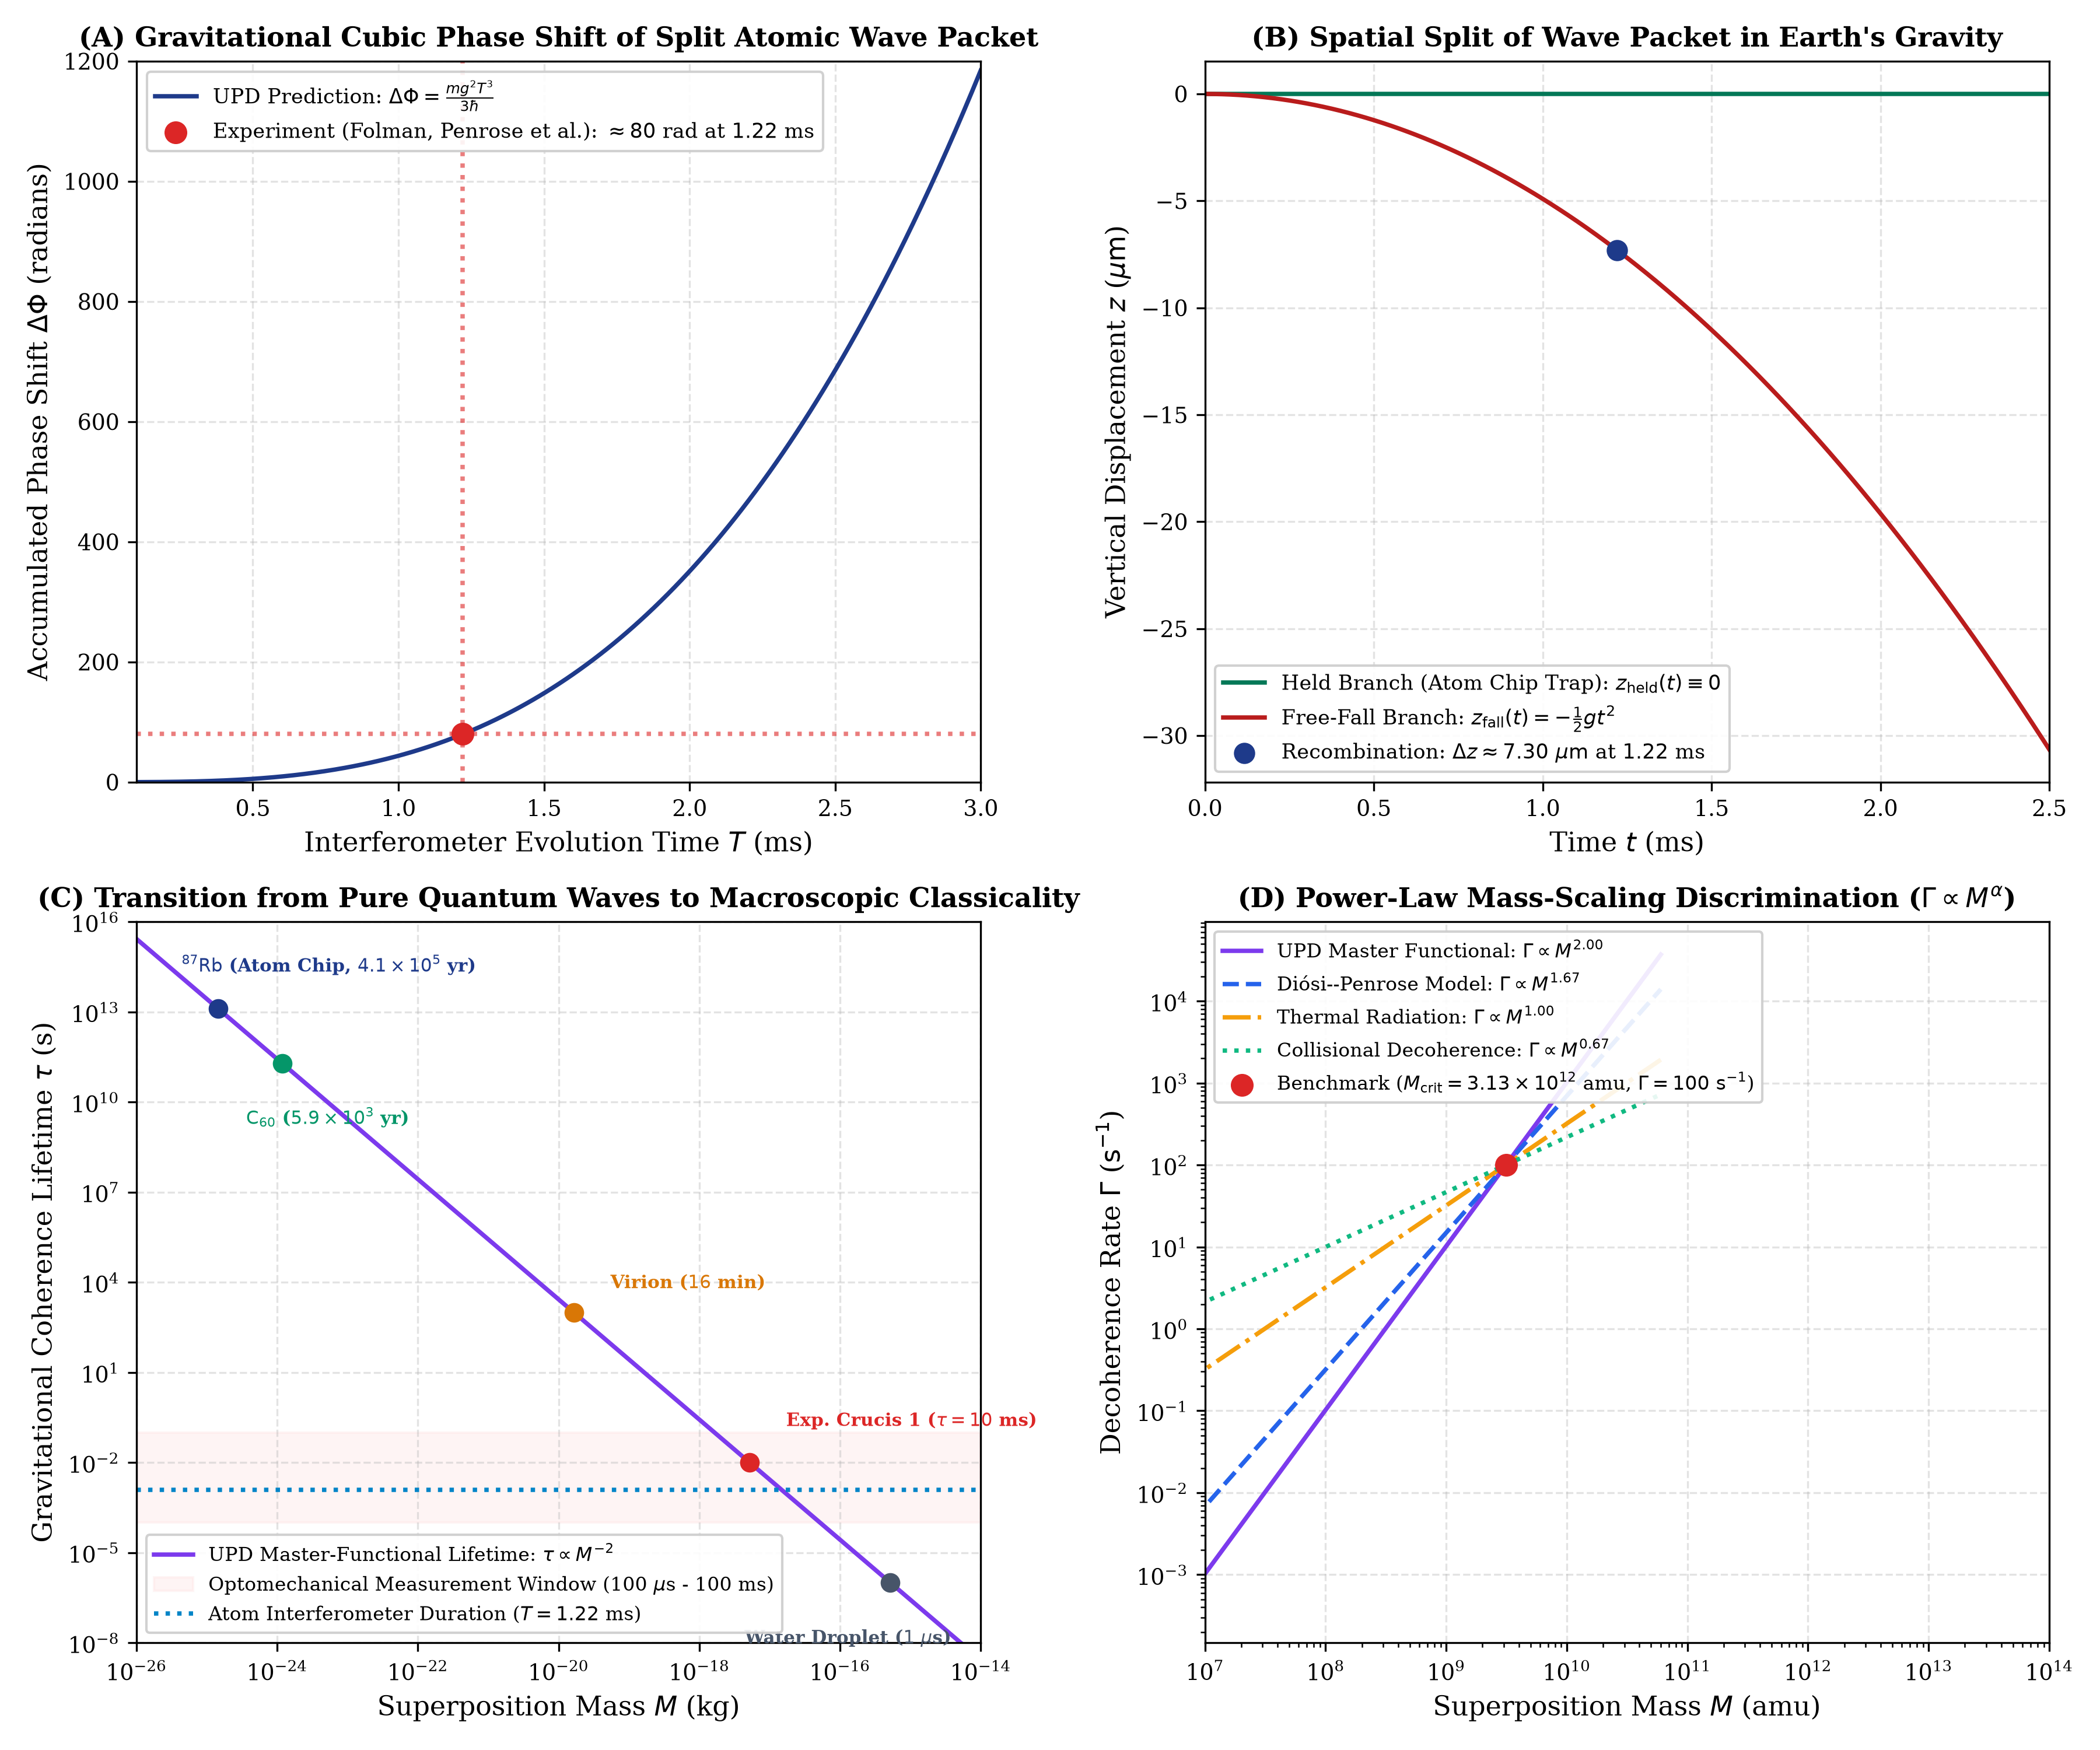 (A) Gravitational Cubic Phase Shift of Split Atomic Wave Packet
Accumulated Phase Shift ΔΦ (radians)
1200
1000
800
600
400
200
0
UPD Prediction: ΔΦ = mg²T³/3ħ
Experiment (Folman, Penrose et al.): ≈80 rad at 1.22 ms
0.5 1.0 1.5 2.0 2.5 3.0
Interferometer Evolution Time T (ms)
(B) Spatial Split of Wave Packet in Earth's Gravity
Vertical Displacement z (μm)
0
−5
−10
−15
−20
−25
−30
Held Branch (Atom Chip Trap): z_held(t) ≡ 0
Free-Fall Branch: z_fall(t) = −½gt²
Recombination: Δz ≈ 7.30 μm at 1.22 ms
0.0 0.5 1.0 1.5 2.0 2.5
Time t (ms)
(C) Transition from Pure Quantum Waves to Macroscopic Classicality
Gravitational Coherence Lifetime τ (s)
10¹⁶
10¹³
10¹⁰
10⁷
10⁴
10¹
10⁻²
10⁻⁵
10⁻⁸
⁸⁷Rb (Atom Chip, 4.1 × 10⁵ yr)
C₆₀ (5.9 × 10³ yr)
Virion (16 min)
Exp. Crucis 1 (τ = 10 ms)
UPD Master-Functional Lifetime: τ ∝ M⁻²
Optomechanical Measurement Window (100 μs - 100 ms)
Atom Interferometer Duration (T = 1.22 ms)
Water Droplet (1 μs)
10⁻²⁶ 10⁻²⁴ 10⁻²² 10⁻²⁰ 10⁻¹⁸ 10⁻¹⁶ 10⁻¹⁴
Superposition Mass M (kg)
(D) Power-Law Mass-Scaling Discrimination (Γ ∝ M^α)
Decoherence Rate Γ (s⁻¹)
10⁴
10³
10²
10¹
10⁰
10⁻¹
10⁻²
10⁻³
UPD Master Functional: Γ ∝ M^2.00
Diósi--Penrose Model: Γ ∝ M^1.67
Thermal Radiation: Γ ∝ M^1.00
Collisional Decoherence: Γ ∝ M^0.67
Benchmark (M_crit = 3.13 × 10¹² amu, Γ = 100 s⁻¹)
10⁷ 10⁸ 10⁹ 10¹⁰ 10¹¹ 10¹² 10¹³ 10¹⁴
Superposition Mass M (amu)